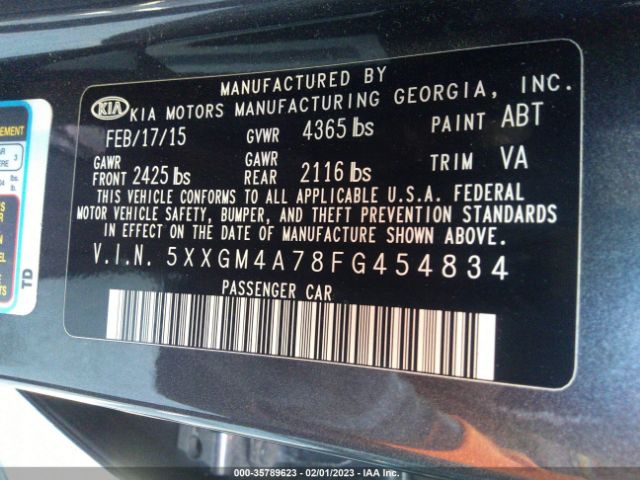 MANUFACTURED BY
KIA KIA MOTORS MANUFACTURING GEORGIA, INC.
FEB/17/15 GVWR 4365 lbs PAINT ABT
GAWR FRONT 2425 lbs GAWR REAR 2116 lbs TRIM VA
THIS VEHICLE CONFORMS TO ALL APPLICABLE U.S.A. FEDERAL
MOTOR VEHICLE SAFETY, BUMPER, AND THEFT PREVENTION STANDARDS
IN EFFECT ON THE DATE OF MANUFACTURE SHOWN ABOVE.
V.I.N. 5XXGM4A78FG454834
PASSENGER CAR
TD
000-35789623 - 02/01/2023 - IAA Inc.